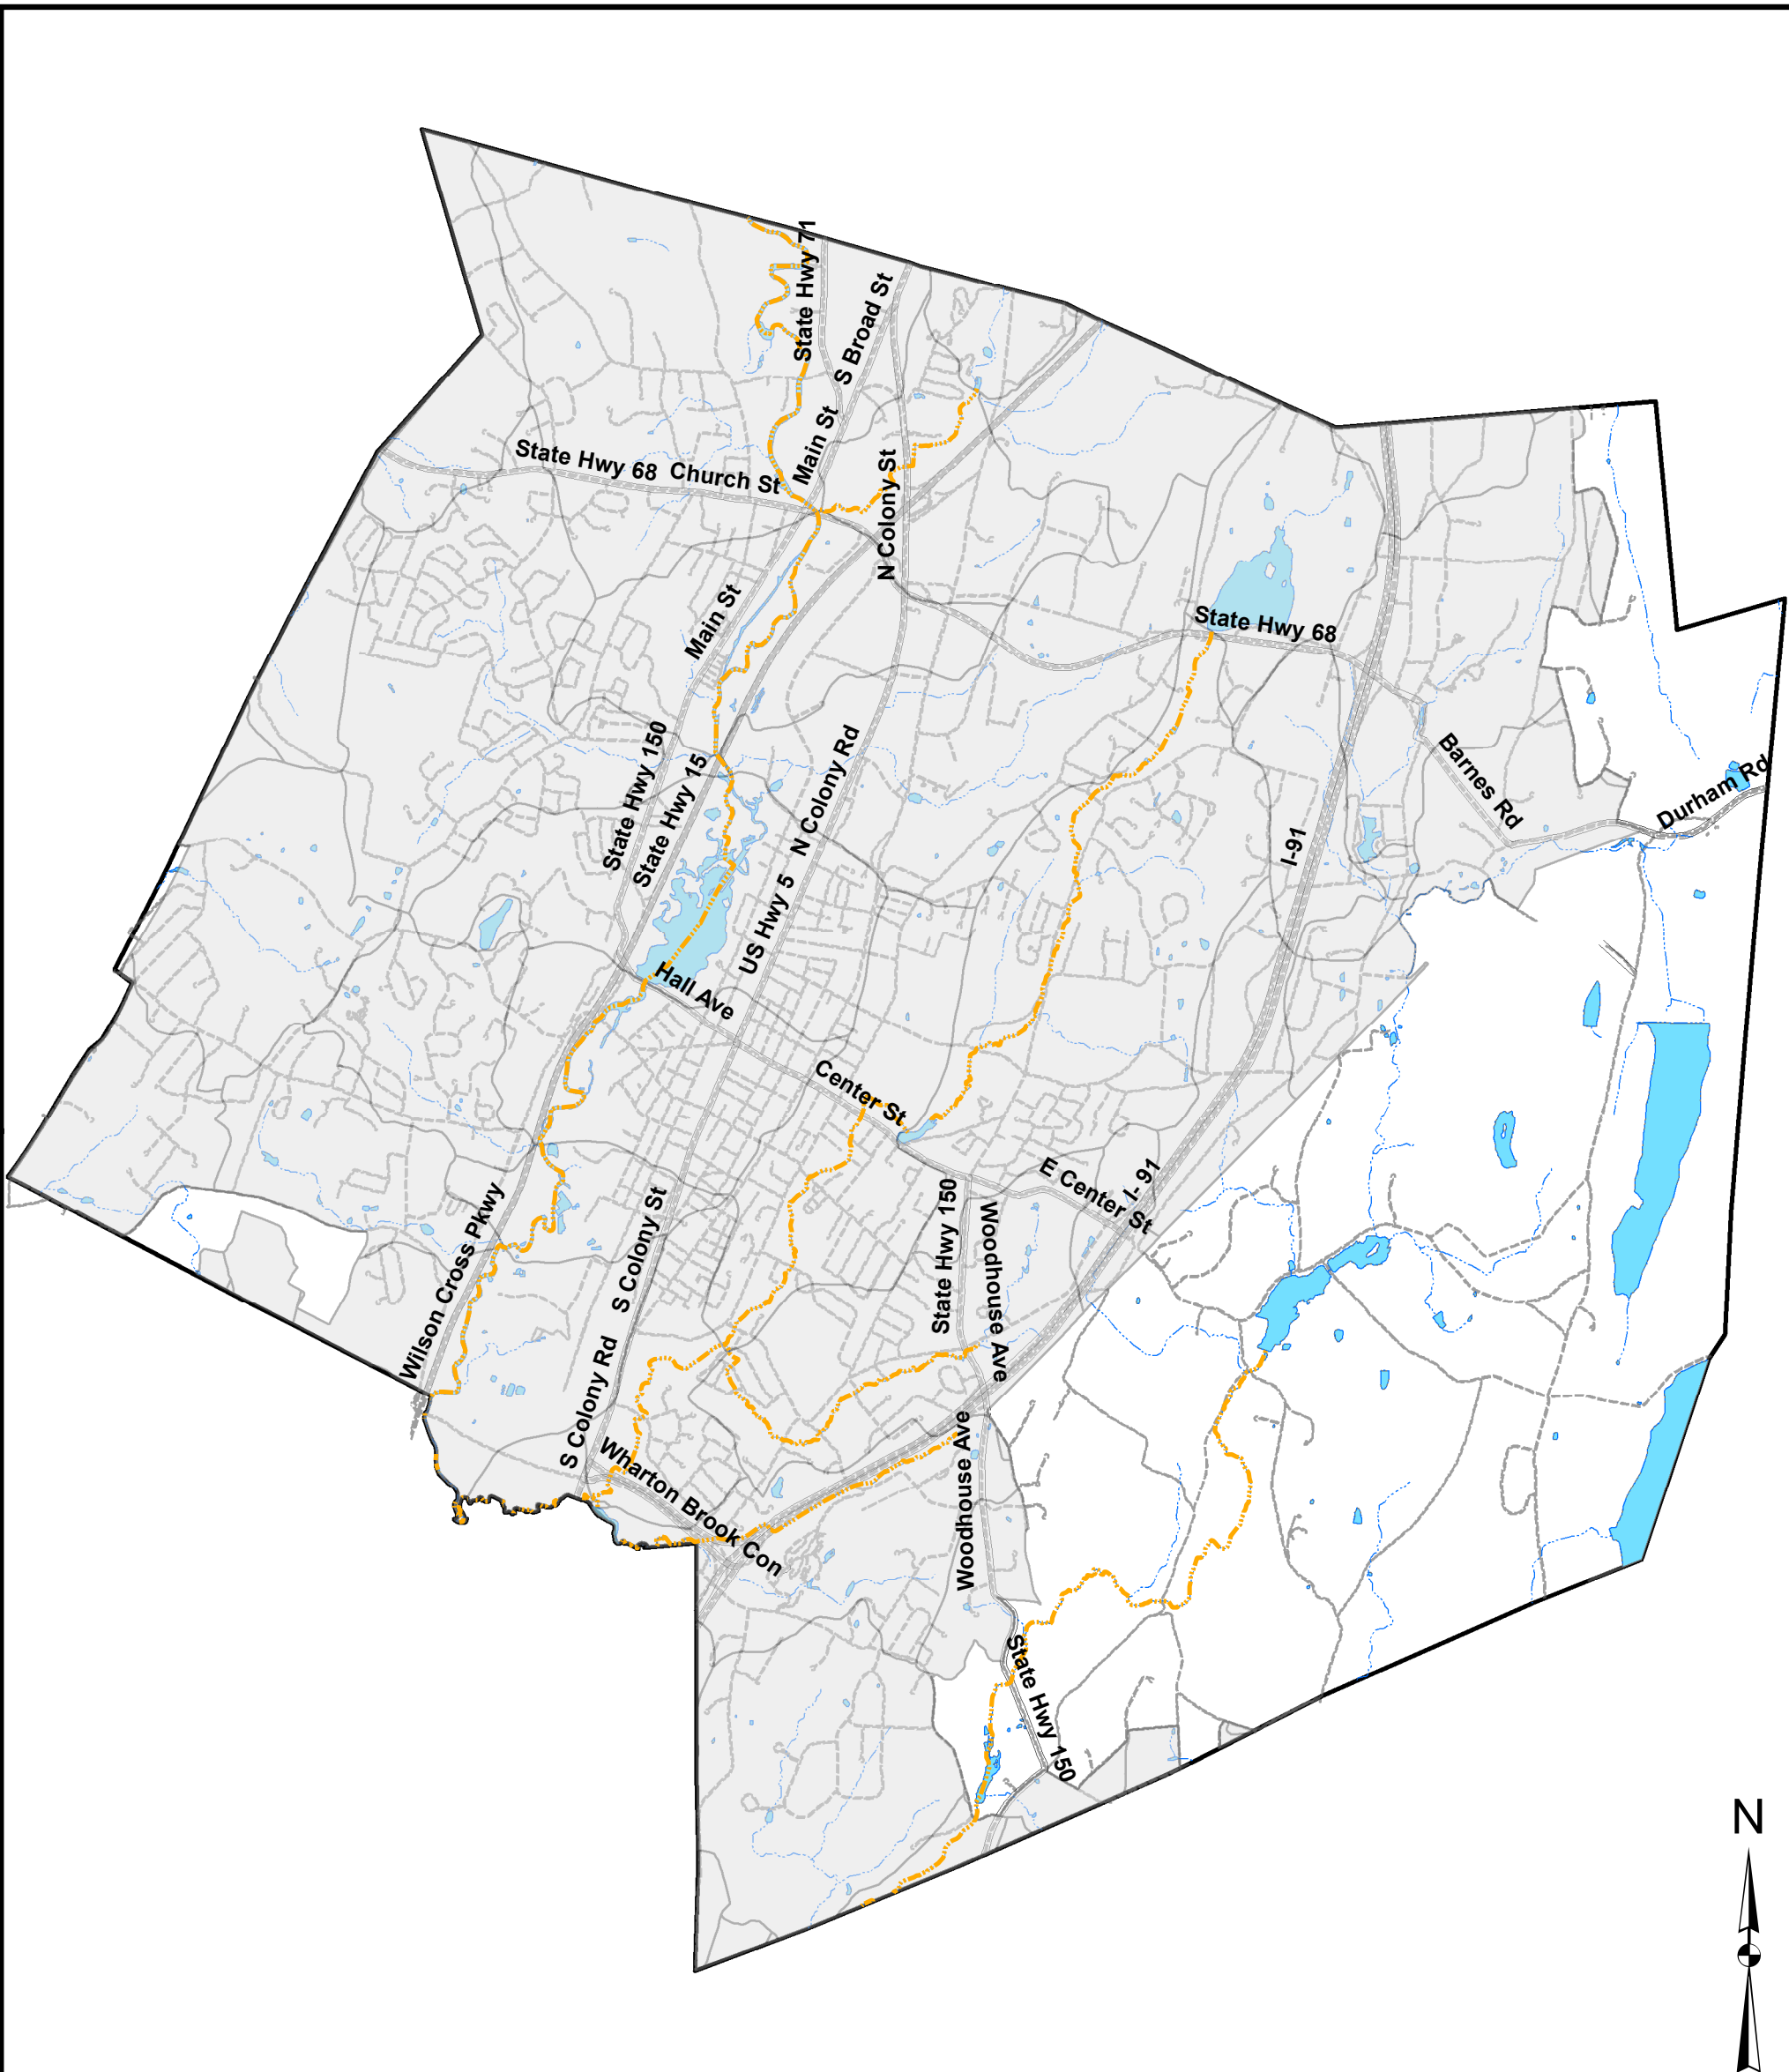 State Hwy 71
S Broad St
Main St
State Hwy 68 Church St
N Colony St
Main St
State Hwy 68
State Hwy 150
State Hwy 15
N Colony Rd
US Hwy 5
Barnes Rd
Durham Rd
I-91
Hall Ave
Center St
E Center St
I- 91
State Hwy 150
Woodhouse Ave
Wilson Cross Pkwy
S Colony St
S Colony Rd
Wharton Brook Con
Woodhouse Ave
State Hwy 150
N